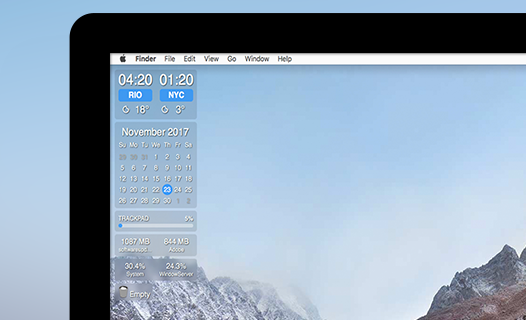 Finder File Edit View Go Window Help
04:20 01:20
RIO NYC
18° 3°
November 2017
Su Mo Tu We Th Fr Sa
29 30 31 1 2 3 4
5 6 7 8 9 10 11
12 13 14 15 16 17 18
19 20 21 22 23 24 25
26 27 28 29 30 1 2
TRACKPAD 5%
1087 MB 844 MB
Adobe
30.4% 24.3%
System WindowServer
Empty